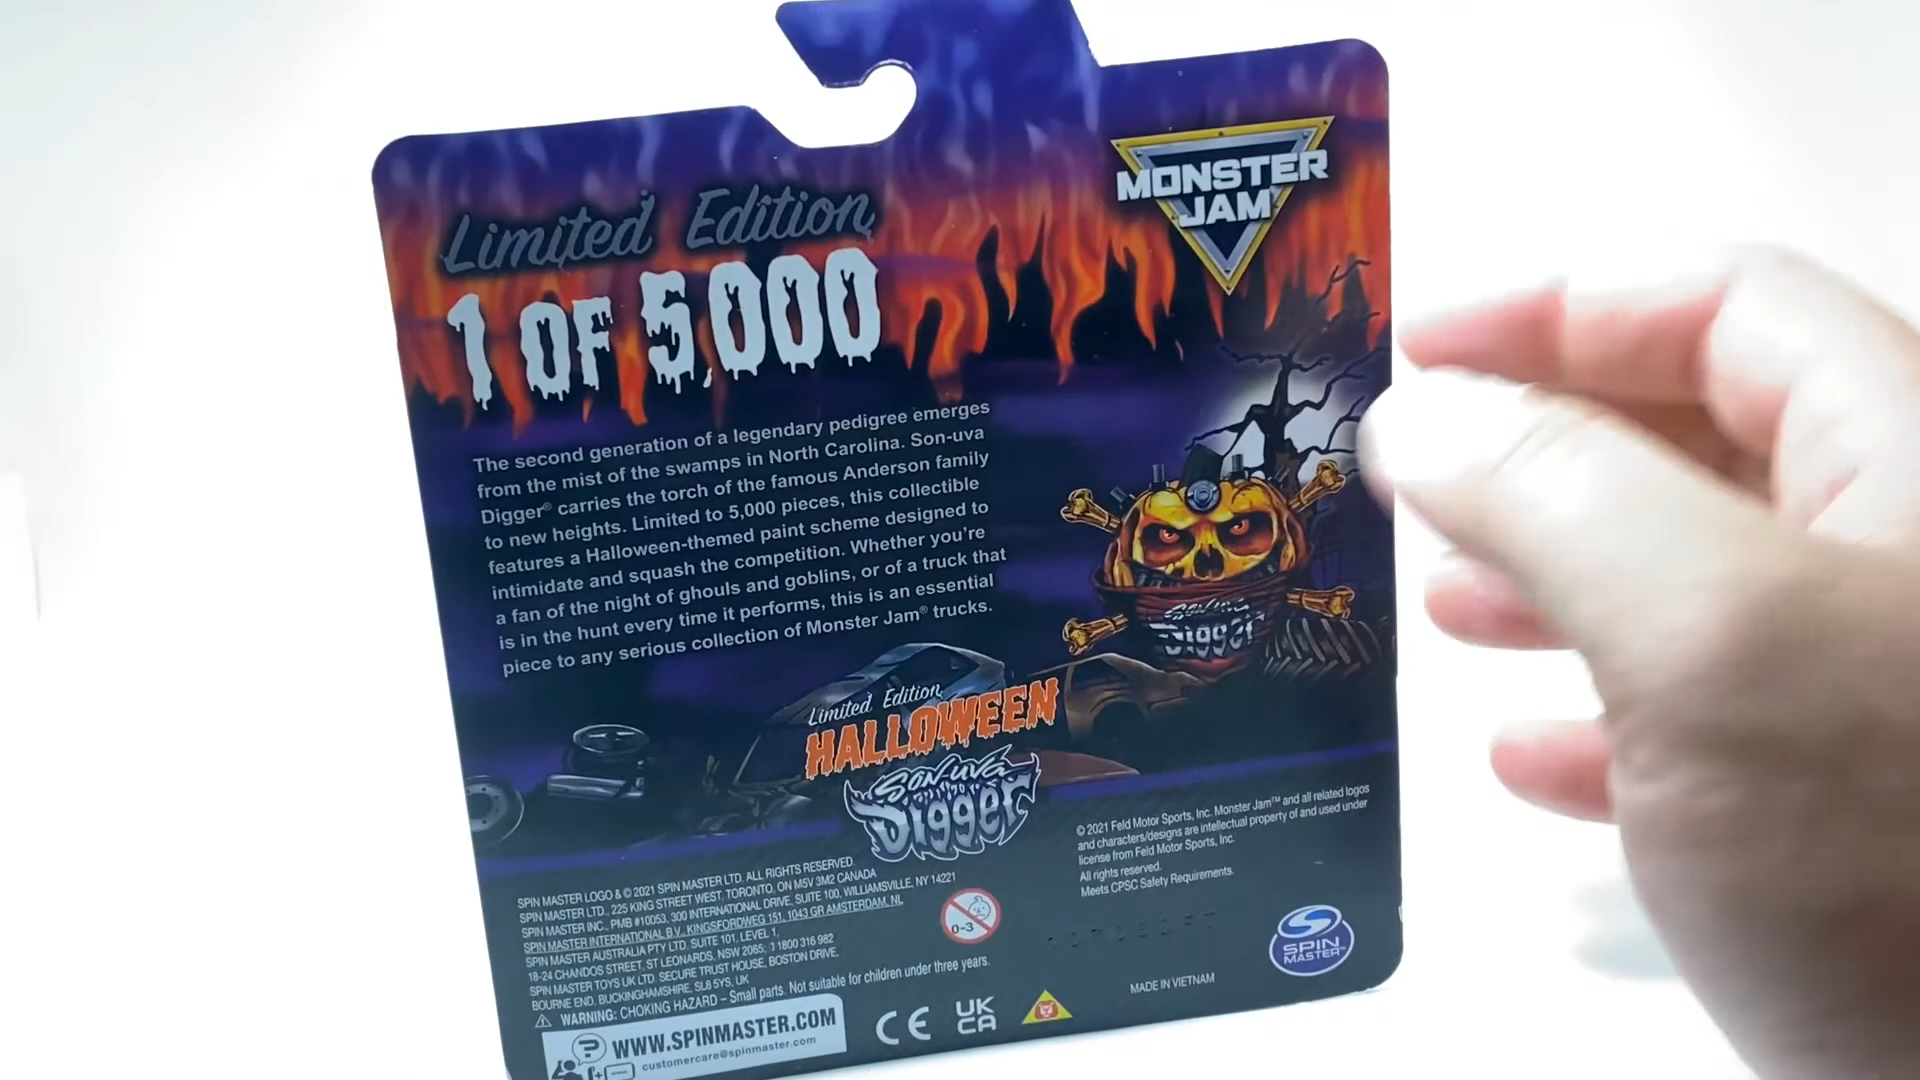 Limited Edition
1 OF 5,000
MONSTER
JAM
The second generation of a legendary pedigree emerges
from the mist of the swamps in North Carolina. Son-uva
Digger® carries the torch of the famous Anderson family
to new heights. Limited to 5,000 pieces, this collectible
features a Halloween-themed paint scheme designed to
intimidate and squash the competition. Whether you're
a fan of the night of ghouls and goblins, or of a truck that
is in the hunt every time it performs, this is an essential
piece to any serious collection of Monster Jam® trucks.
SON-UVA
Digger
Limited Edition
HALLOWEEN
SON-UVA
Digger
SPIN MASTER LOGO & © 2021 SPIN MASTER LTD. ALL RIGHTS RESERVED.
SPIN MASTER LTD., 225 KING STREET WEST, TORONTO, ON M5V 3M2 CANADA
SPIN MASTER INC., PMB #10053, 300 INTERNATIONAL DRIVE, SUITE 100, WILLIAMSVILLE, NY 14221
SPIN MASTER INTERNATIONAL B.V., KINGSFORDWEG 151, 1043 GR AMSTERDAM, NL
SPIN MASTER AUSTRALIA PTY LTD, SUITE 101, LEVEL 1,
18-24 CHANDOS STREET, ST LEONARDS, NSW 2065; 1800 316 982
SPIN MASTER TOYS UK LTD, SECURE TRUST HOUSE, BOSTON DRIVE,
BOURNE END, BUCKINGHAMSHIRE, SL8 5YS, UK
WARNING: CHOKING HAZARD – Small parts. Not suitable for children under three years.
© 2021 Feld Motor Sports, Inc. Monster Jam™ and all related logos
and characters/designs are intellectual property of and used under
license from Feld Motor Sports, Inc.
All rights reserved.
Meets CPSC Safety Requirements.
0-3
SPIN
MASTER™
MADE IN VIETNAM
?
WWW.SPINMASTER.COM
customercare@spinmaster.com
CE
UK
CA